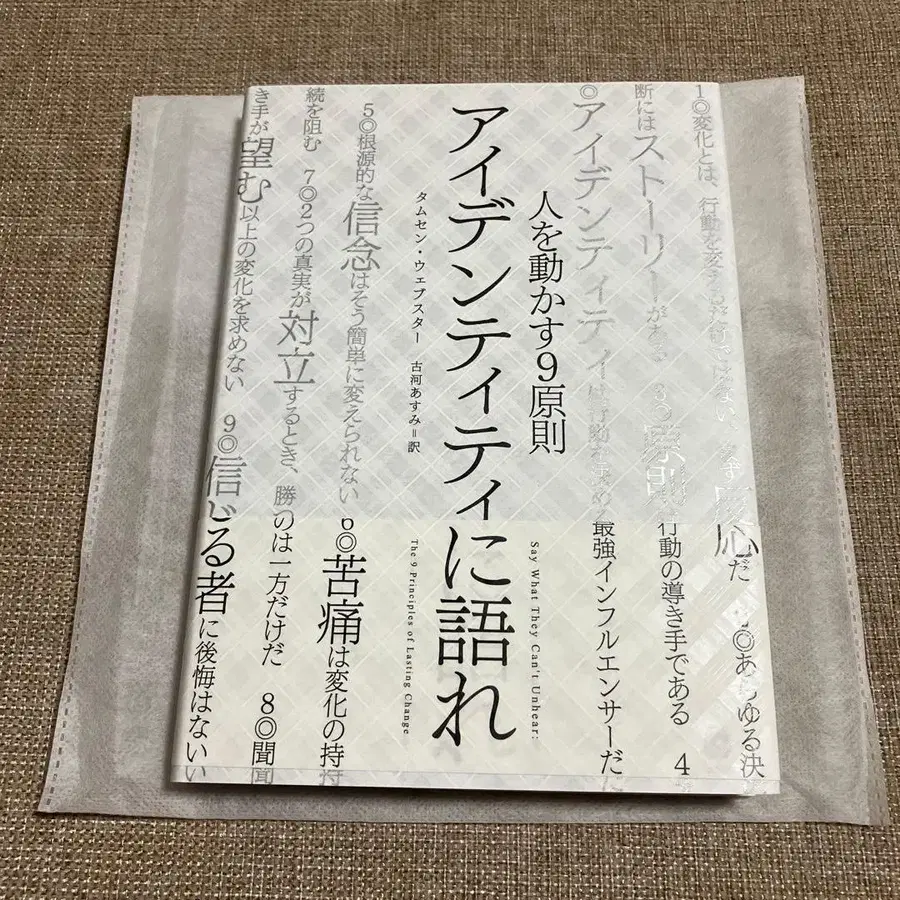 1◎変化とは、行動を変える
だ
◎あらゆる決
断にはストーリーがある
行動の導き手である 4
◎アイデンティティは行動を
最強インフルエンサーだ
人を動かす9原則
Say What They Can't Unhear:
アイデンティティに語れ
The 9 Principles of Lasting Change
タムセン・ウェブスター 古河あすみ=訳
5◎根源的な信念はそう簡単に変えられない
6◎苦痛は変化の持
続を阻む 7◎2つの真実が対立するとき、勝つのは一方だけだ 8◎聞
き手が望む以上の変化を求めない 9◎信じる者に後悔はない